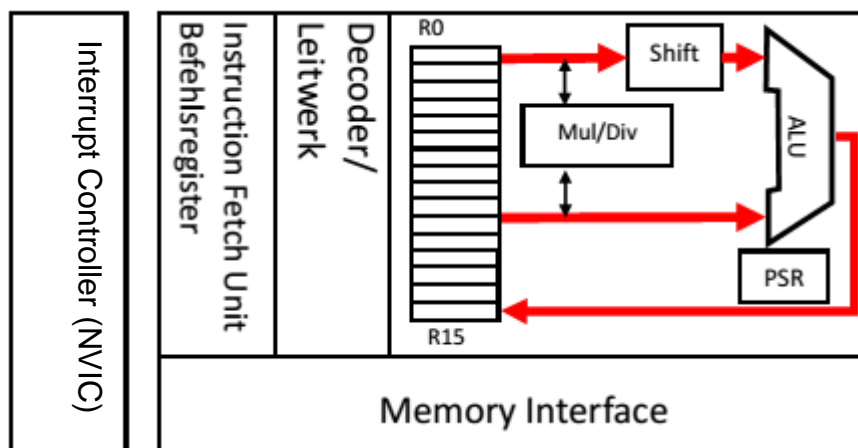 Interrupt Controller (NVIC)
Instruction Fetch Unit
Befehlsregister
Decoder/
Leitwerk
R0
Shift
Mul/Div
ALU
PSR
R15
Memory Interface